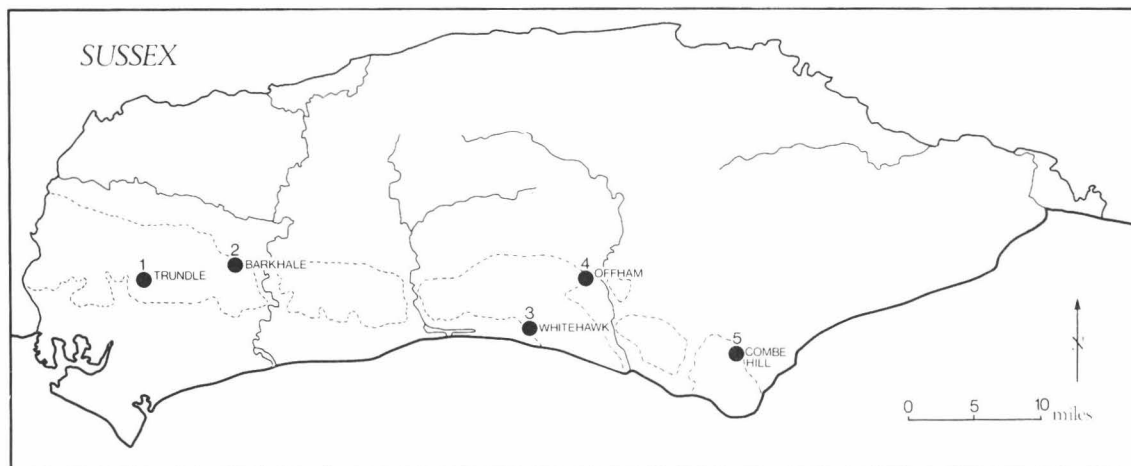 SUSSEX
1
TRUNDLE
2
BARKHALE
3
WHITEHAWK
4
OFFHAM
5
COMBE
HILL
0 5 10 miles